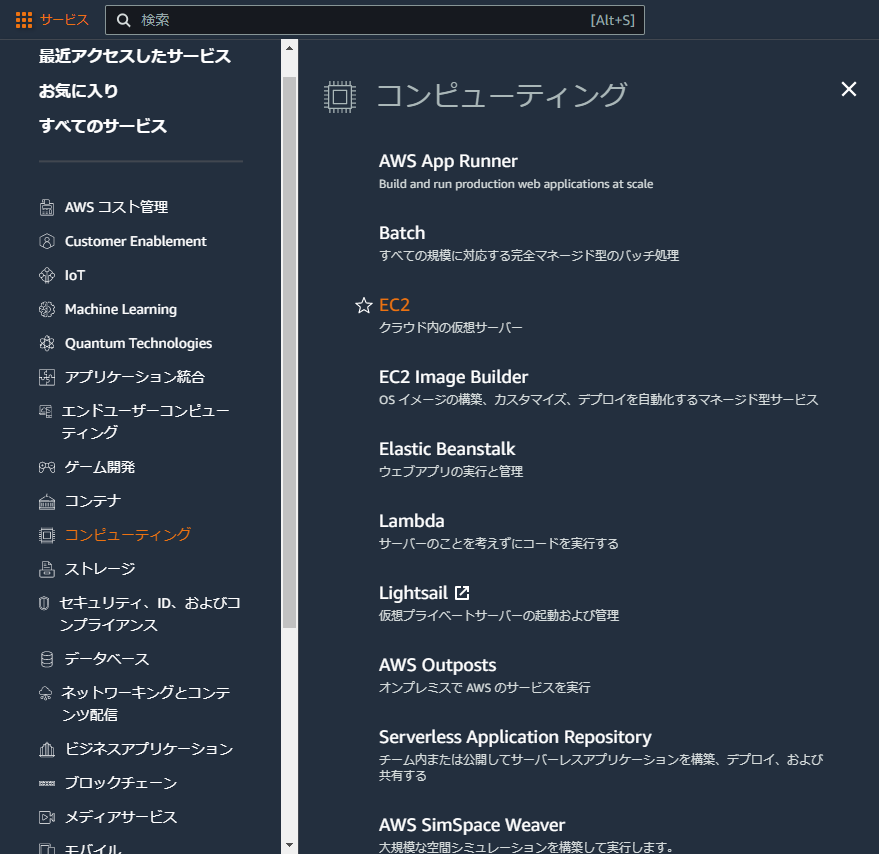 サービス
検索
[Alt+S]
最近アクセスしたサービス
お気に入り
すべてのサービス
AWS コスト管理
Customer Enablement
IoT
Machine Learning
Quantum Technologies
アプリケーション統合
エンドユーザーコンピュー
ティング
ゲーム開発
コンテナ
コンピューティング
ストレージ
セキュリティ、ID、およびコ
ンプライアンス
データベース
ネットワーキングとコンテ
ンツ配信
ビジネスアプリケーション
ブロックチェーン
メディアサービス
モバイル
コンピューティング
AWS App Runner
Build and run production web applications at scale
Batch
すべての規模に対応する完全マネージド型のバッチ処理
EC2
クラウド内の仮想サーバー
EC2 Image Builder
OS イメージの構築、カスタマイズ、デプロイを自動化するマネージド型サービス
Elastic Beanstalk
ウェブアプリの実行と管理
Lambda
サーバーのことを考えずにコードを実行する
Lightsail
仮想プライベートサーバーの起動および管理
AWS Outposts
オンプレミスで AWS のサービスを実行
Serverless Application Repository
チーム内または公開してサーバーレスアプリケーションを構築、デプロイ、および
共有する
AWS SimSpace Weaver
大規模な空間シミュレーションを構築して実行します。